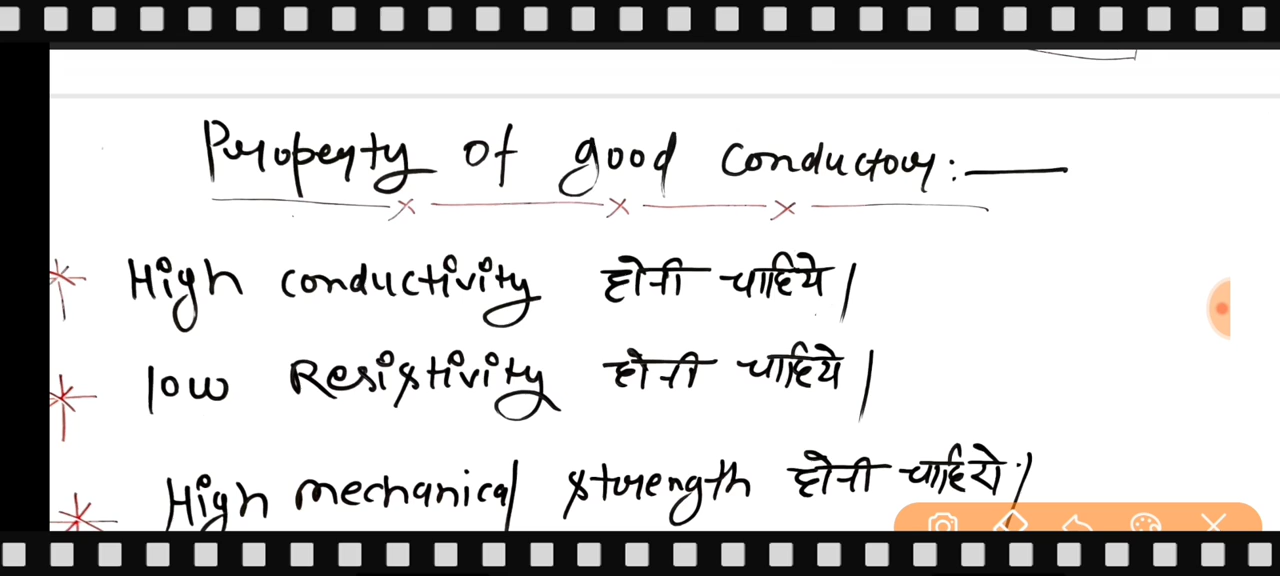 Property of good conductor:—
* High conductivity होनी चाहिये।
* low Resistivity होनी चाहिये।
* High mechanical strength होनी चाहिये।